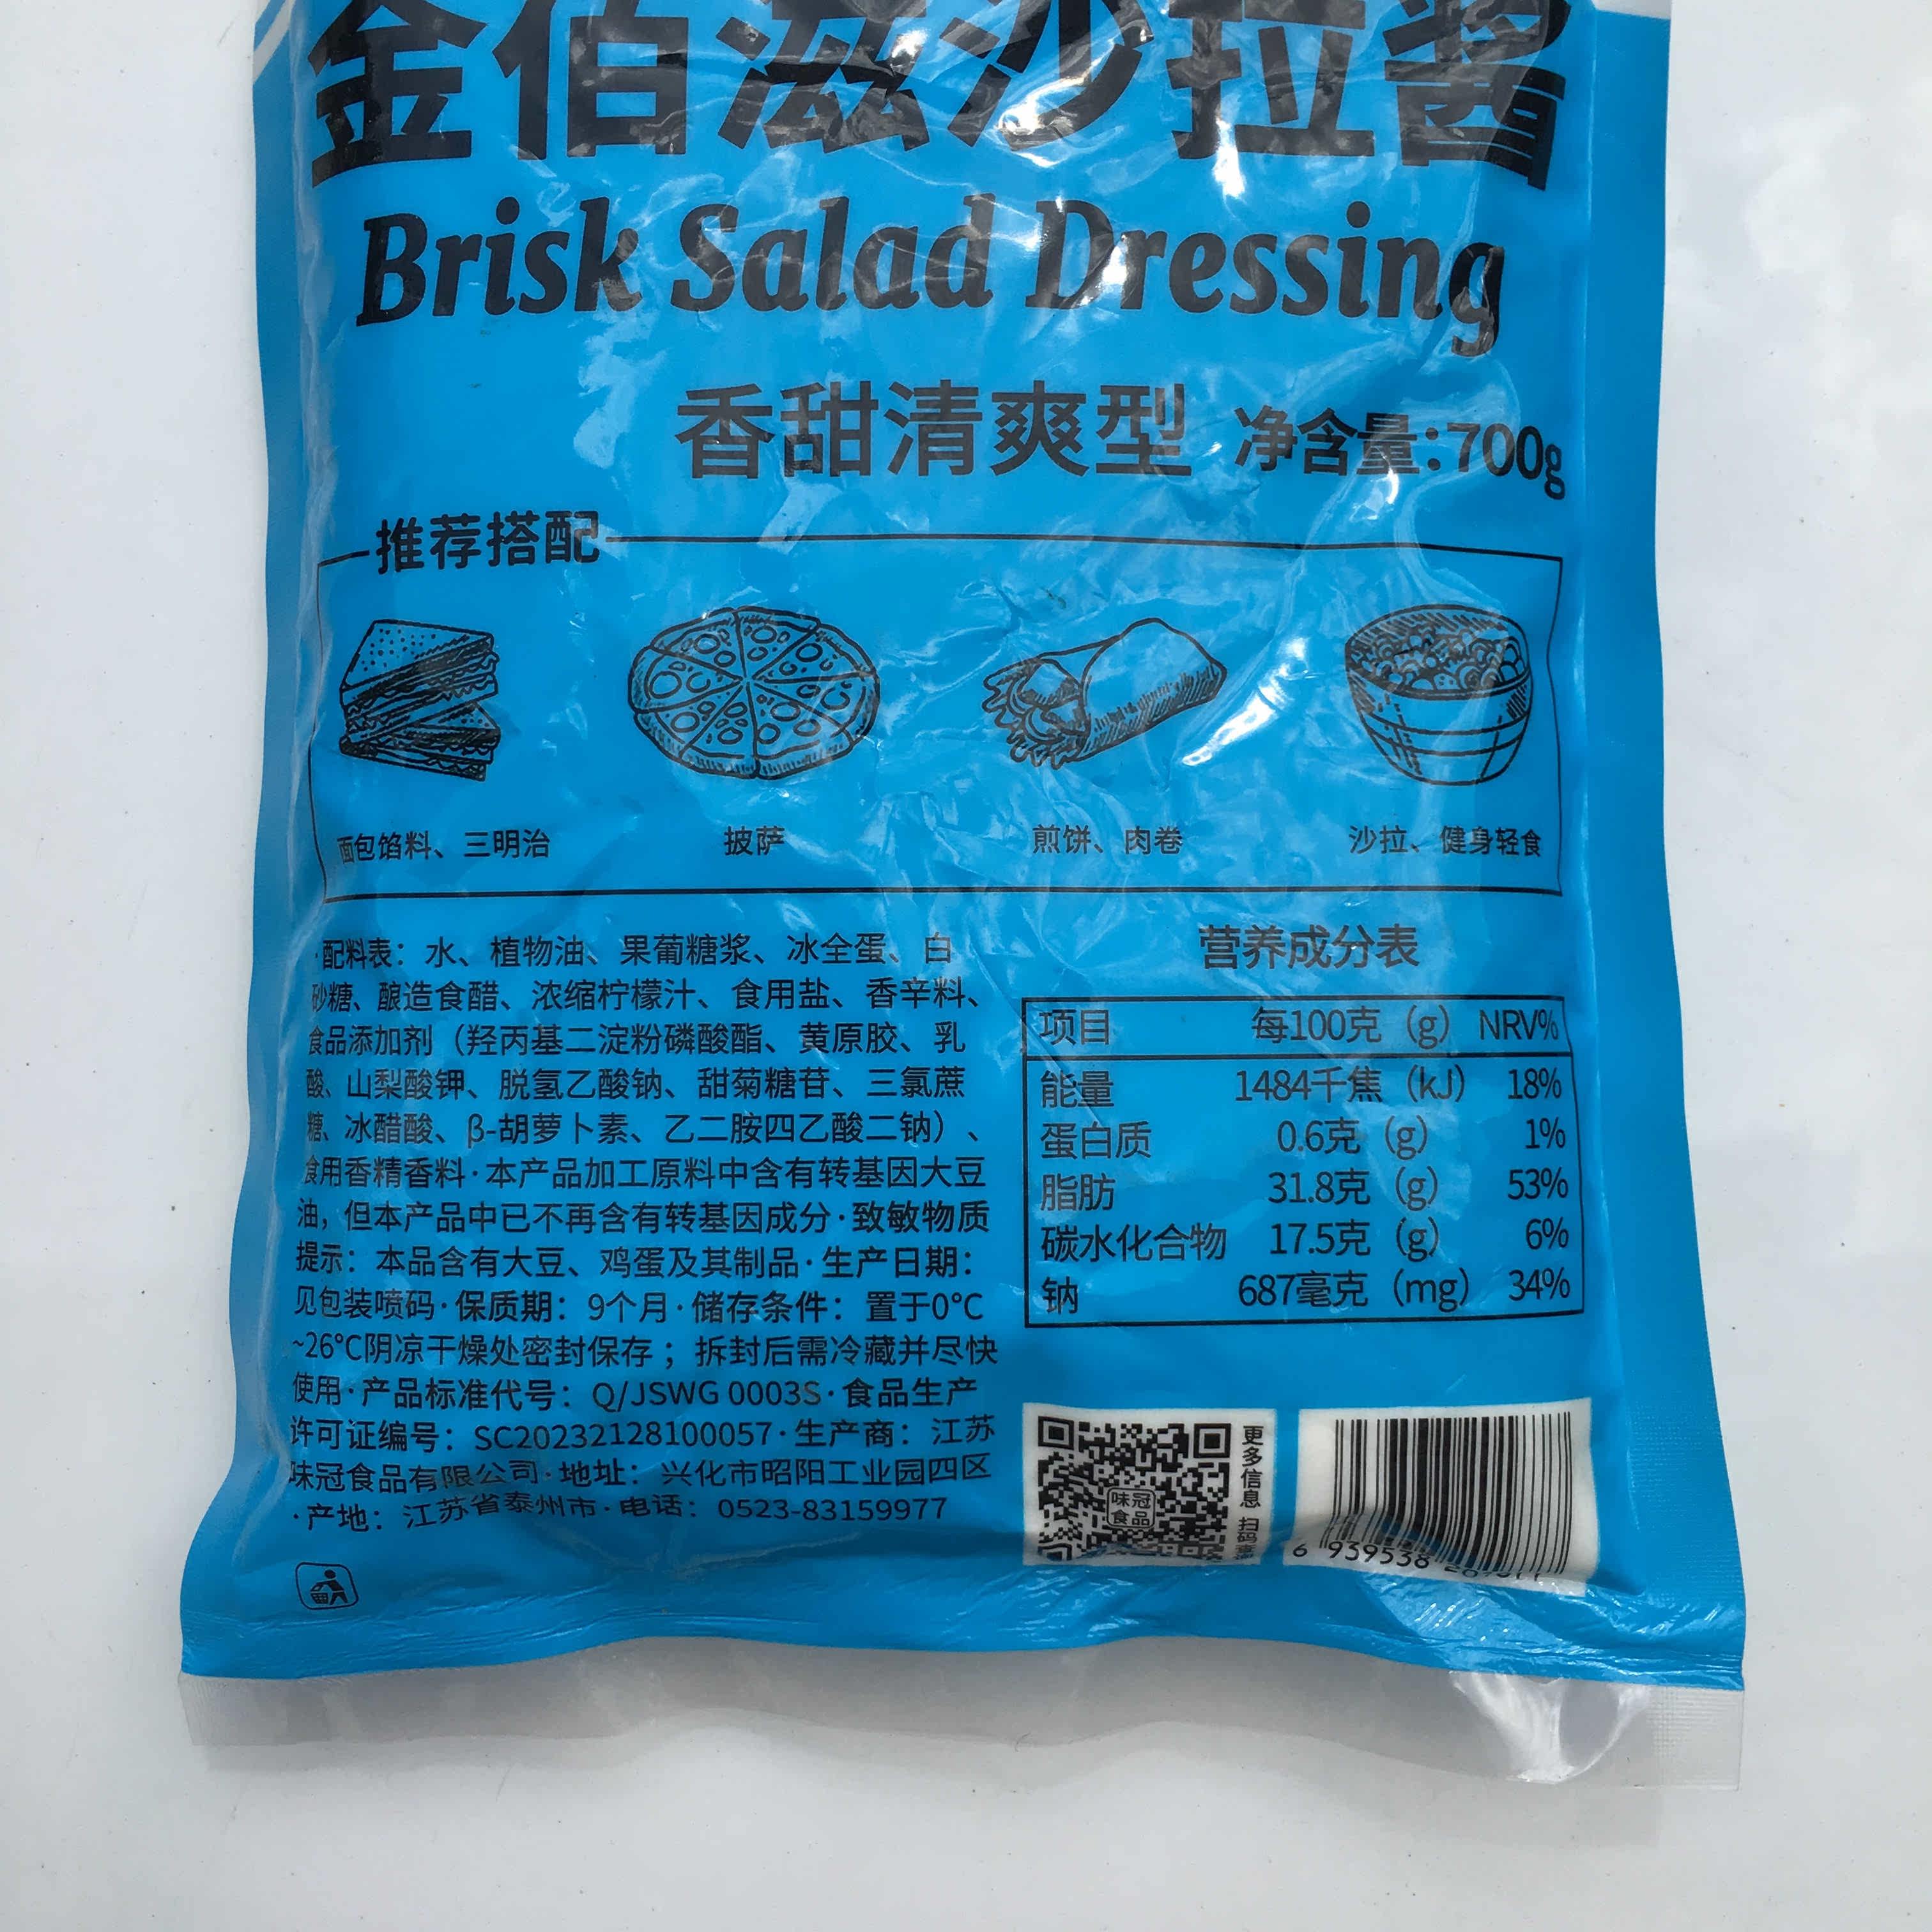 金佰滋沙拉酱
Brisk Salad Dressing
香甜清爽型 净含量:700g
推荐搭配
面包馅料、三明治
披萨
煎饼、肉卷
沙拉、健身轻食
·配料表：水、植物油、果葡糖浆、冰全蛋、白
砂糖、酿造食醋、浓缩柠檬汁、食用盐、香辛料、
食品添加剂（羟丙基二淀粉磷酸酯、黄原胶、乳
酸、山梨酸钾、脱氢乙酸钠、甜菊糖苷、三氯蔗
糖、冰醋酸、β-胡萝卜素、乙二胺四乙酸二钠）、
食用香精香料·本产品加工原料中含有转基因大豆
油，但本产品中已不再含有转基因成分·致敏物质
提示：本品含有大豆、鸡蛋及其制品·生产日期：
见包装喷码·保质期：9个月·储存条件：置于0°C
~26°C阴凉干燥处密封保存；拆封后需冷藏并尽快
使用·产品标准代号：Q/JSWG 0003S·食品生产
许可证编号：SC20232128100057·生产商：江苏
味冠食品有限公司·地址：兴化市昭阳工业园四区
·产地：江苏省泰州市·电话：0523-83159977
营养成分表
项目 每100克（g） NRV%
能量 1484千焦（kJ） 18%
蛋白质 0.6克（g） 1%
脂肪 31.8克（g） 53%
碳水化合物 17.5克（g） 6%
钠 687毫克（mg） 34%
味冠
食品
更多信息 扫码
6 939538